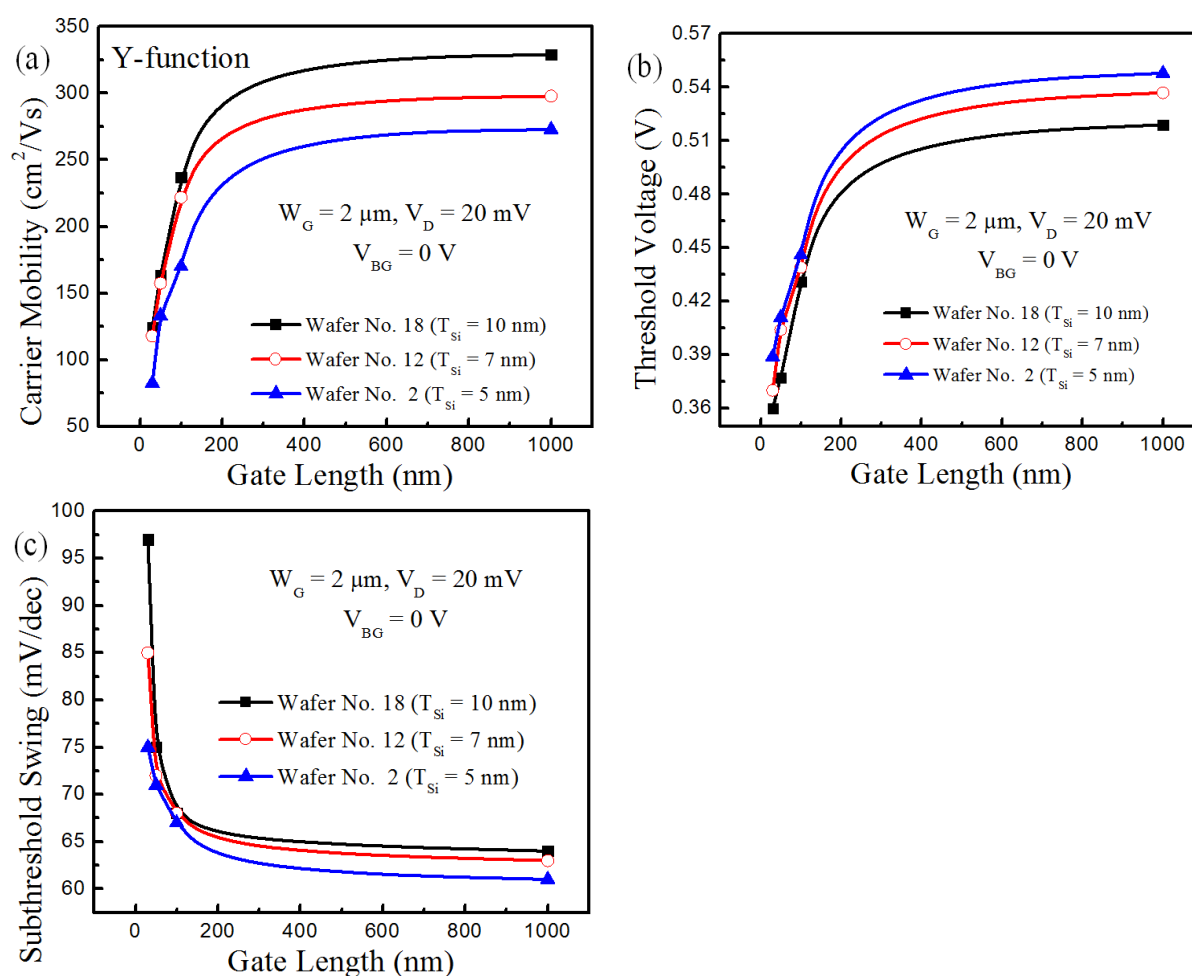 (a)
Y-function
350
300
250
200
150
100
50
Carrier Mobility (cm²/Vs)
W_G = 2 μm, V_D = 20 mV
V_BG = 0 V
Wafer No. 18 (T_Si = 10 nm)
Wafer No. 12 (T_Si = 7 nm)
Wafer No. 2 (T_Si = 5 nm)
0 200 400 600 800 1000
Gate Length (nm)
(b)
0.57
0.54
0.51
0.48
0.45
0.42
0.39
0.36
Threshold Voltage (V)
W_G = 2 μm, V_D = 20 mV
V_BG = 0 V
Wafer No. 18 (T_Si = 10 nm)
Wafer No. 12 (T_Si = 7 nm)
Wafer No. 2 (T_Si = 5 nm)
0 200 400 600 800 1000
Gate Length (nm)
(c)
100
95
90
85
80
75
70
65
60
Subthreshold Swing (mV/dec)
W_G = 2 μm, V_D = 20 mV
V_BG = 0 V
Wafer No. 18 (T_Si = 10 nm)
Wafer No. 12 (T_Si = 7 nm)
Wafer No. 2 (T_Si = 5 nm)
0 200 400 600 800 1000
Gate Length (nm)